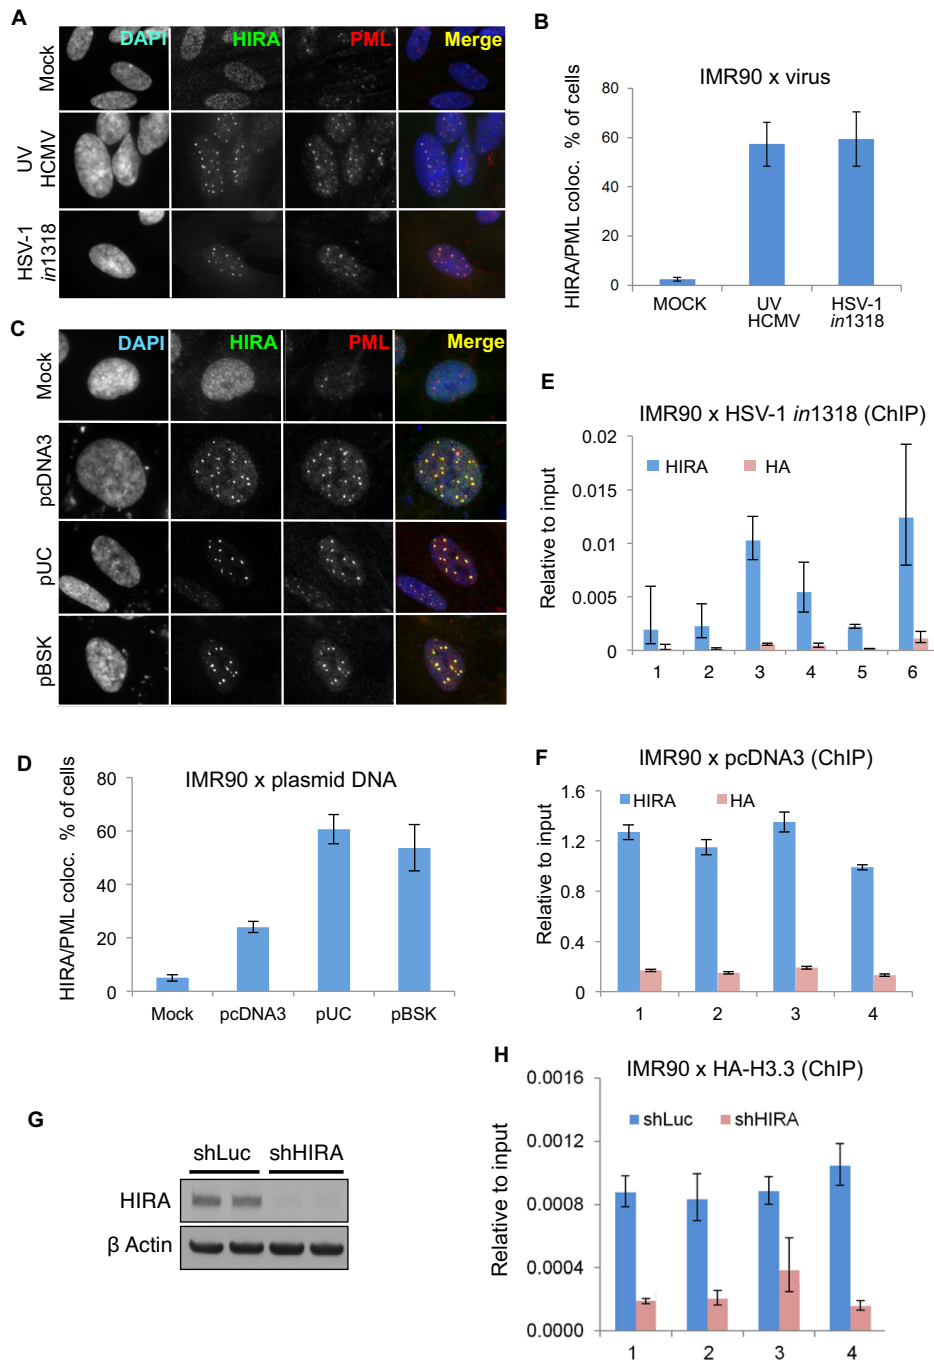 A
DAPI HIRA PML Merge
Mock
UV
HCMV
HSV-1
in1318
B
IMR90 x virus
HIRA/PML coloc. % of cells
80
60
40
20
0
MOCK UV HSV-1
HCMV in1318
C
DAPI HIRA PML Merge
Mock
pcDNA3
pUC
pBSK
D
IMR90 x plasmid DNA
HIRA/PML coloc. % of cells
80
60
40
20
0
Mock pcDNA3 pUC pBSK
E
IMR90 x HSV-1 in1318 (ChIP)
HIRA HA
Relative to input
0.02
0.015
0.01
0.005
0
1 2 3 4 5 6
F
IMR90 x pcDNA3 (ChIP)
HIRA HA
Relative to input
1.6
1.2
0.8
0.4
0
1 2 3 4
G
shLuc shHIRA
HIRA
β Actin
H
IMR90 x HA-H3.3 (ChIP)
shLuc shHIRA
Relative to input
0.0016
0.0012
0.0008
0.0004
0.0000
1 2 3 4